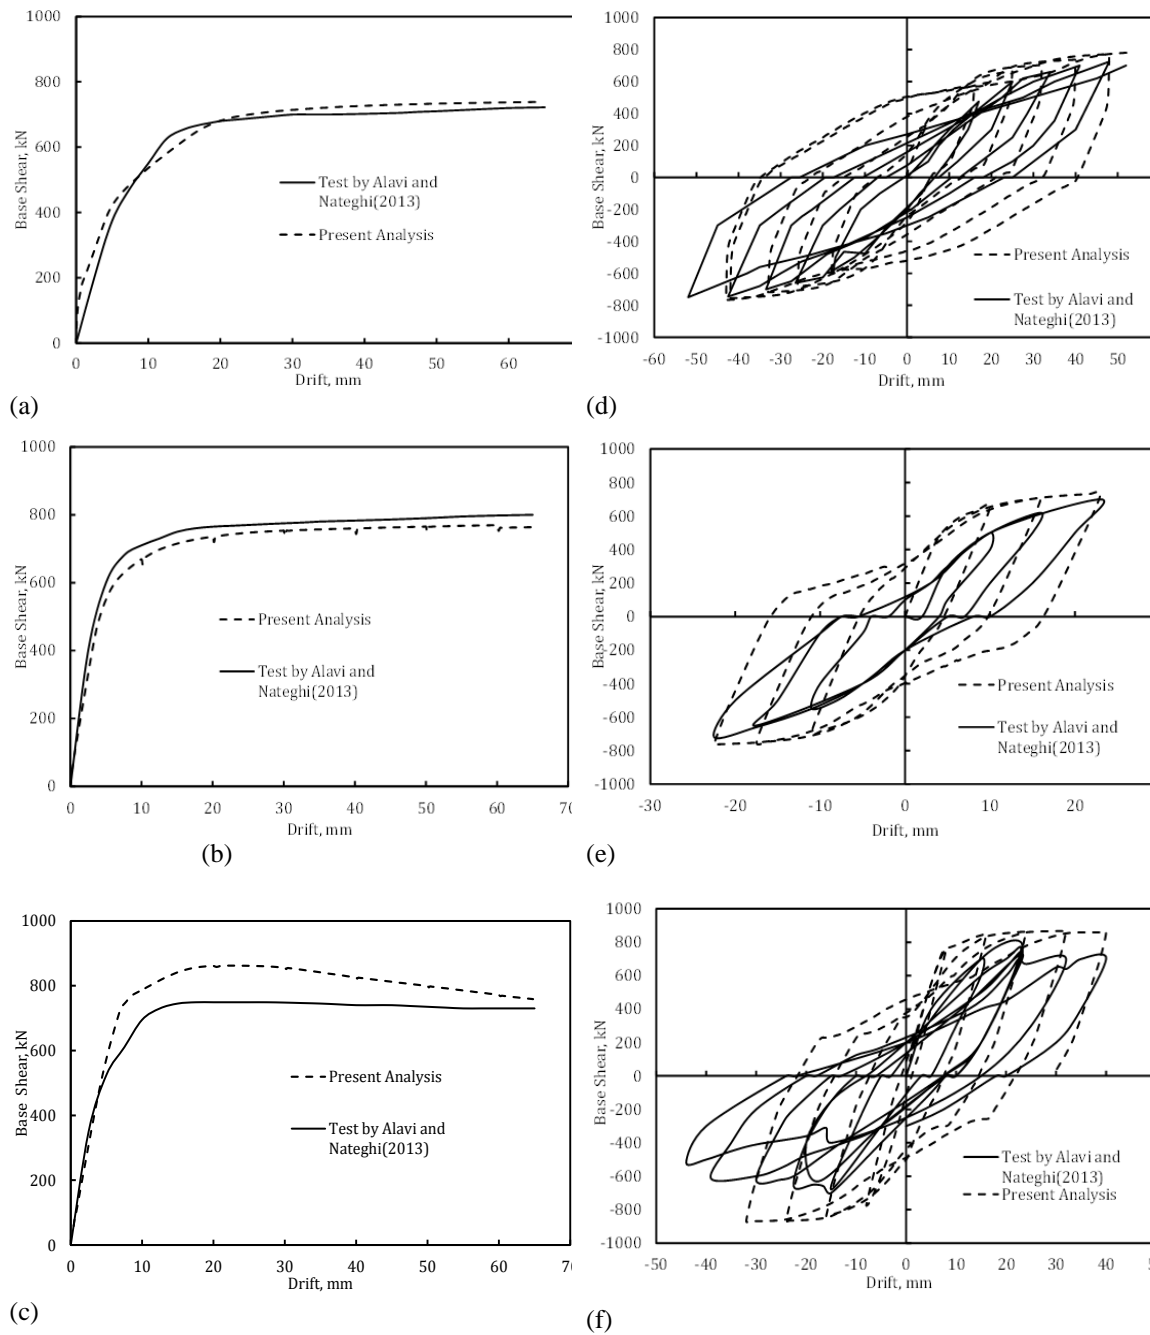 1000
800
600
400
200
0
Base Shear, kN
Test by Alavi and
Nateghi(2013)
Present Analysis
0 10 20 30 40 50 60
Drift, mm
(a)
1000
800
600
400
200
0
-200
-400
-600
-800
-1000
Base Shear, kN
Present Analysis
Test by Alavi and
Nateghi(2013)
-60 -50 -40 -30 -20 -10 0 10 20 30 40 50
Drift, mm
(d)
1000
800
600
400
200
0
Base Shear, kN
Present Analysis
Test by Alavi and
Nateghi(2013)
0 10 20 30 40 50 60 70
Drift, mm
(b)
1000
800
600
400
200
0
-200
-400
-600
-800
-1000
Base Shear, kN
Present Analysis
Test by Alavi and
Nateghi(2013)
-30 -20 -10 0 10 20
Drift, mm
(e)
1000
800
600
400
200
0
Base Shear, kN
Present Analysis
Test by Alavi and
Nateghi(2013)
0 10 20 30 40 50 60
Drift, mm
(c)
1000
800
600
400
200
0
-200
-400
-600
-800
-1000
Base Shear, kN
Test by Alavi and
Nateghi(2013)
Present Analysis
-50 -40 -30 -20 -10 0 10 20 30 40
Drift, mm
(f)